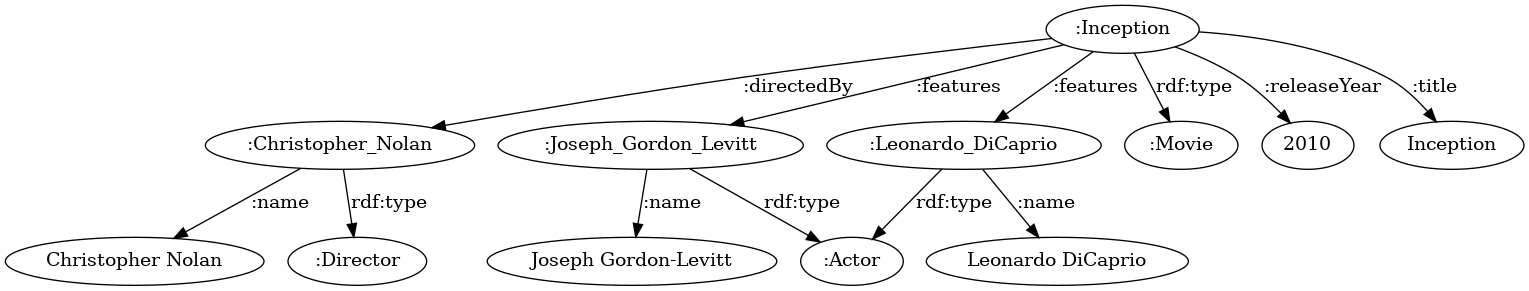 :Inception
:directedBy :features :features rdf:type :releaseYear :title
:Christopher_Nolan :Joseph_Gordon_Levitt :Leonardo_DiCaprio :Movie 2010 Inception
:name rdf:type :name rdf:type rdf:type :name
Christopher Nolan :Director Joseph Gordon-Levitt :Actor Leonardo DiCaprio